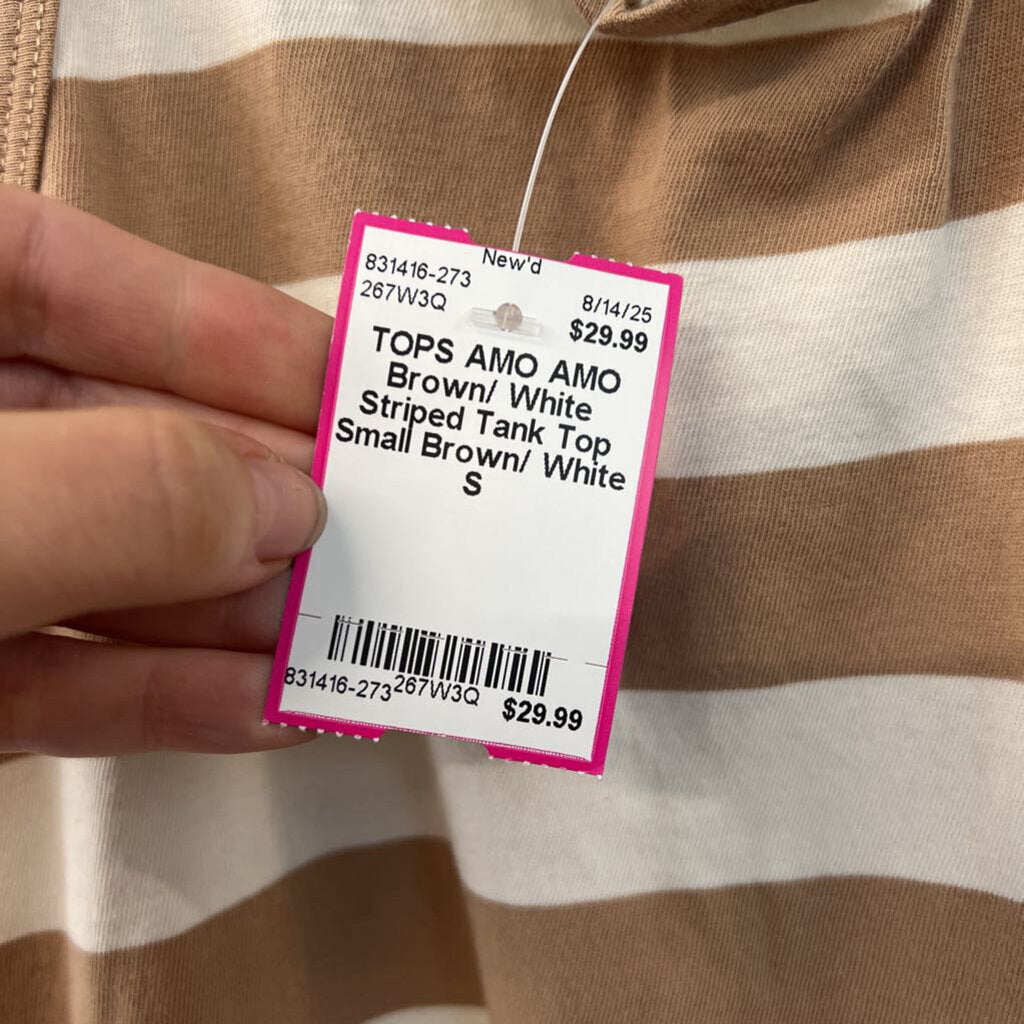 New'd
831416-273
267W3Q
8/14/25
$29.99
TOPS AMO AMO
Brown/ White
Striped Tank Top
Small Brown/ White
S
831416-273 267W3Q $29.99